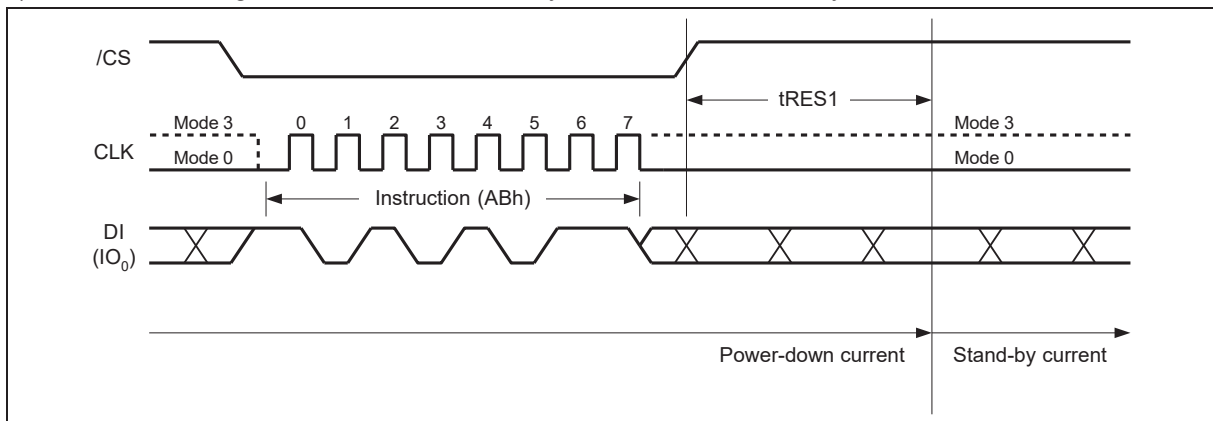 /CS
tRES1
Mode 3 0 1 2 3 4 5 6 7 Mode 3
CLK
Mode 0 Mode 0
Instruction (ABh)
DI
(IO0)
Power-down current Stand-by current